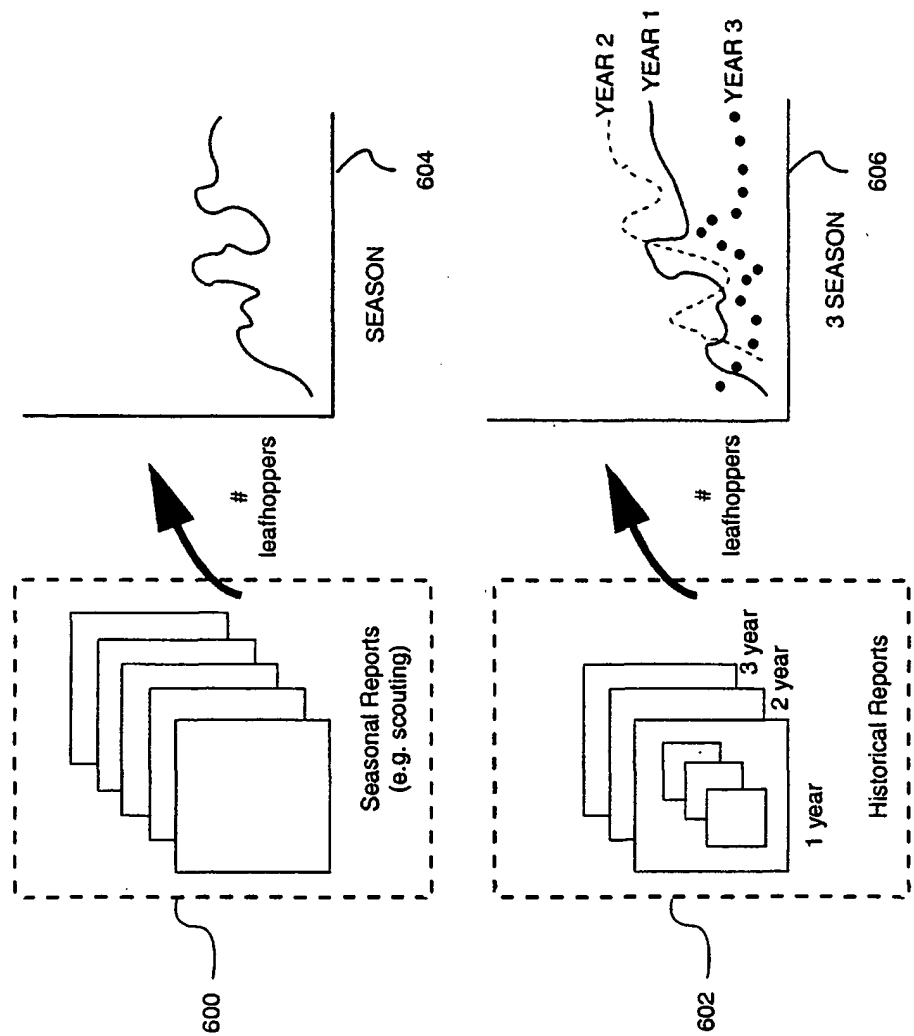 600
Seasonal Reports
(e.g. scouting)
#
leafhoppers
SEASON
604
602
1 year
2 year
3 year
Historical Reports
#
leafhoppers
YEAR 2
YEAR 1
YEAR 3
3 SEASON
606